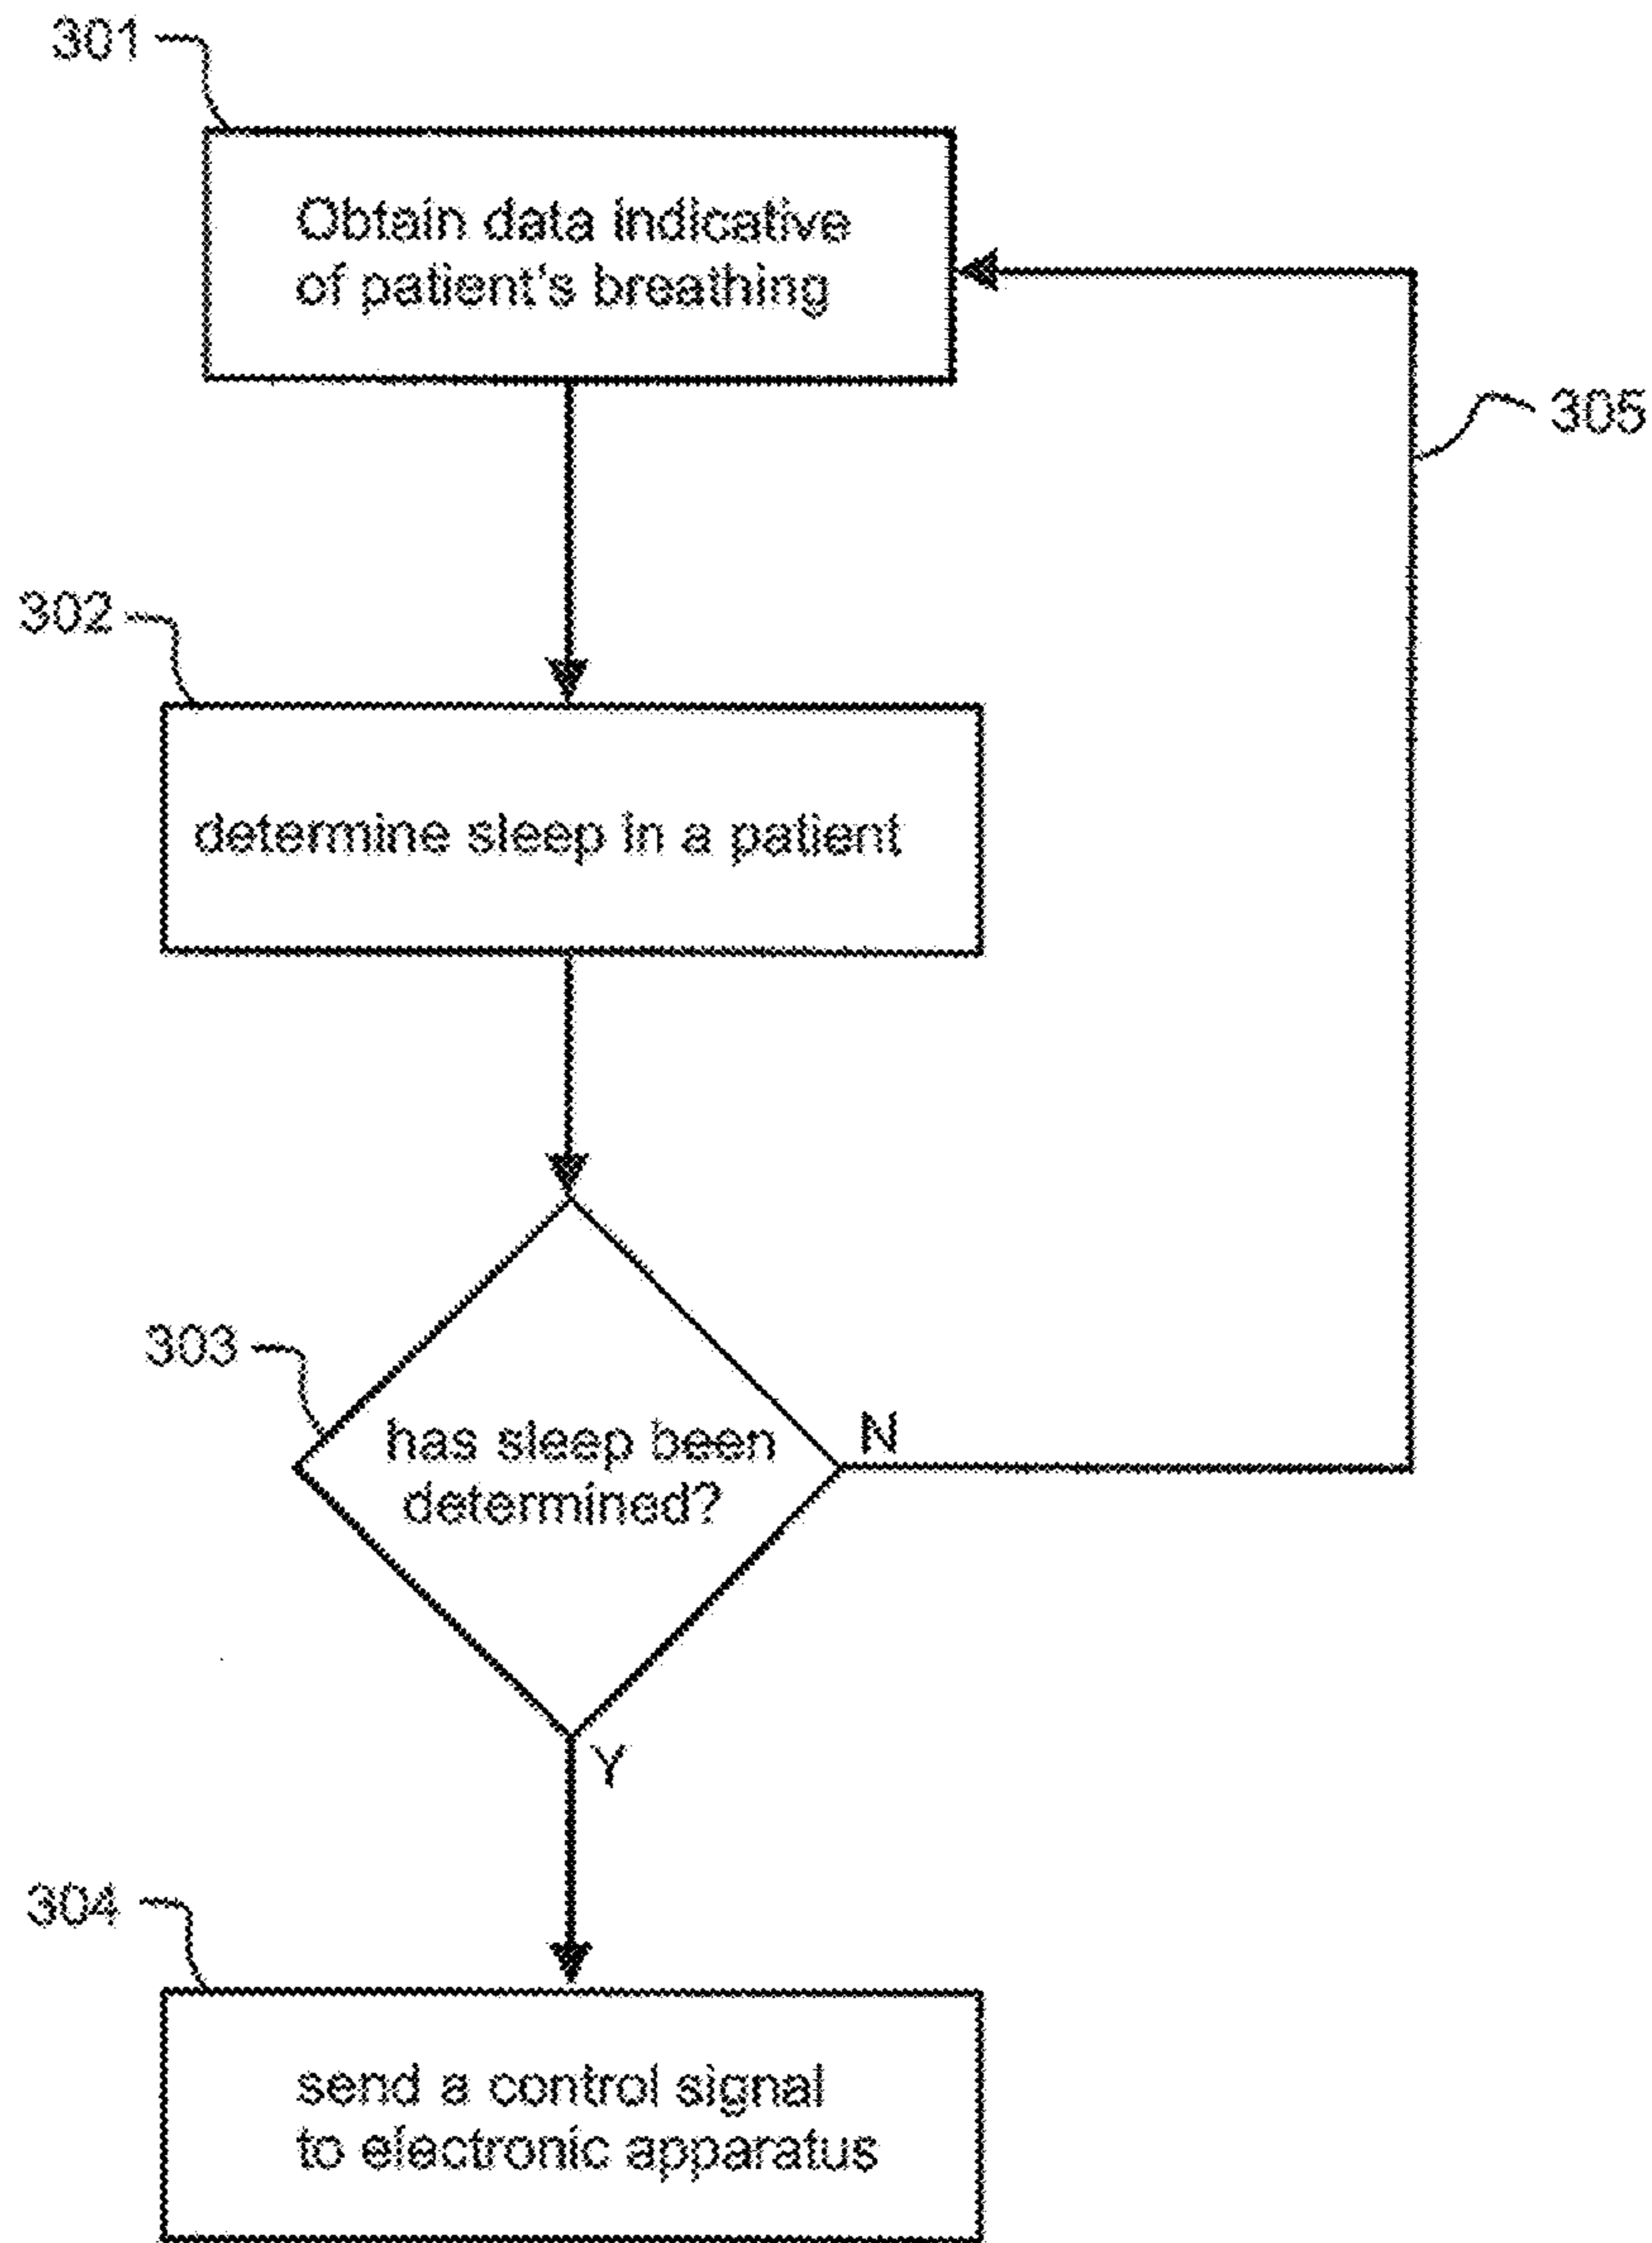 301
Obtain data indicative
of patient's breathing
305
302
determine sleep in a patient
303
has sleep been
determined?
N
Y
304
send a control signal
to electronic apparatus